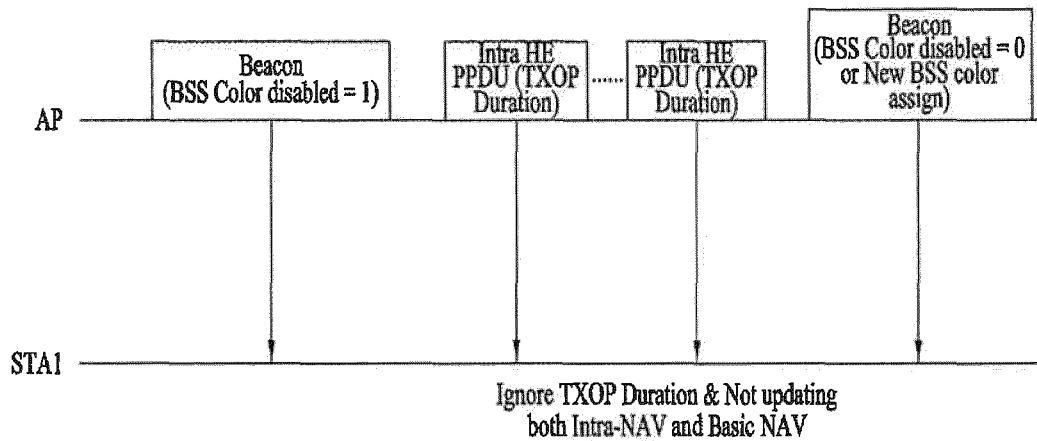 Beacon
(BSS Color disabled = 1)
Intra HE
PPDU (TXOP
Duration)
......
Intra HE
PPDU (TXOP
Duration)
Beacon
(BSS Color disabled = 0
or New BSS color
assign)
AP
STA1
Ignore TXOP Duration & Not updating
both Intra-NAV and Basic NAV